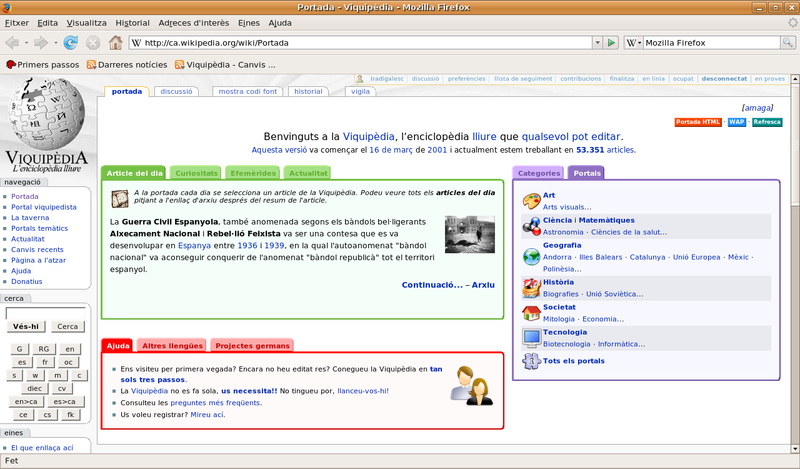 Portada - Viquipèdia - Mozilla Firefox
Fitxer Edita Visualitza Historial Adreces d'interès Eines Ajuda
http://ca.wikipedia.org/wiki/Portada
Mozilla Firefox
Primers passos Darreres notícies Viquipèdia - Canvis ...
Iradigalesc discussió preferències llista de seguiment contribucions finalitza en línia ocupat desconnectat en proves
portada discussió mostra codi font historial vigila
[amaga]
Portada HTML · WAP · Refresca
Benvinguts a la Viquipèdia, l'enciclopèdia lliure que qualsevol pot editar.
Aquesta versió va començar el 16 de març de 2001 i actualment estem treballant en 53.351 articles.
VIQUIPÈDIA
L'enciclopèdia lliure
navegació
Portada
Portal viquipedista
La taverna
Portals temàtics
Actualitat
Canvis recents
Pàgina a l'atzar
Ajuda
Donatius
cerca
Vés-hi Cerca
G RG en
es fr oc
s w m c
diec cv
en>ca es>ca
ce cs fk
eines
El que enllaça ací
Article del dia Curiositats Efemèrides Actualitat
A la portada cada dia se selecciona un article de la Viquipèdia. Podeu veure tots els articles del dia
pitjant a l'enllaç d'arxiu després del resum de l'article.
La Guerra Civil Espanyola, també anomenada segons els bàndols bel·ligerants
Alxecament Nacional i Rebel·lió Feixista va ser una contesa que es va
desenvolupar en Espanya entre 1936 i 1939, en la qual l'autoanomenat "bàndol
nacional" va aconseguir conquerir de l'anomenat "bàndol republicà" tot el territori
espanyol.
Continuació... – Arxiu
Ajuda Altres llengües Projectes germans
Ens visiteu per primera vegada? Encara no heu editat res? Conegueu la Viquipèdia en tan
sols tres passos.
La Viquipèdia no es fa sola, us necessita!! No tingueu por, llanceu-vos-hi!
Consulteu les preguntes més freqüents.
Us voleu registrar? Mireu ací.
Categories Portals
Art
Arts visuals...
Ciència i Matemàtiques
Astronomia · Ciències de la salut...
Geografia
Andorra · Illes Balears · Catalunya · Unió Europea · Mèxic ·
Polinèsia...
Història
Biografies · Unió Soviètica...
Societat
Mitologia · Economia...
Tecnologia
Biotecnologia · Informàtica...
Tots els portals
Fet